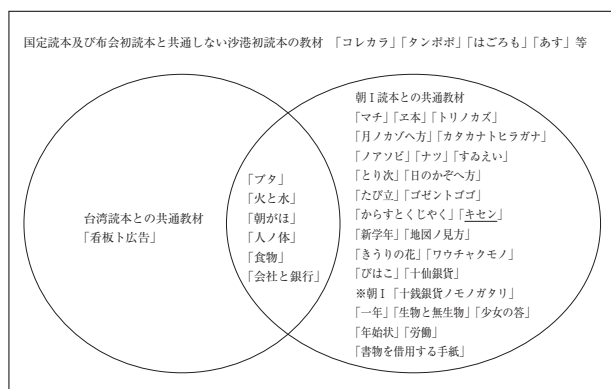 国定読本及び布会初読本と共通しない沙港初読本の教材 「コレカラ」「タンポポ」「はごろも」「あす」等
台湾読本との共通教材
「看板ト広告」
「ブタ」
「火と水」
「朝がほ」
「人ノ体」
「食物」
「会社と銀行」
朝Ⅰ読本との共通教材
「マチ」「ヱ本」「トリノカズ」
「月ノカゾヘ方」「カタカナトヒラガナ」
「ノアソビ」「ナツ」「すゐえい」
「とり次」「日のかぞへ方」
「たび立」「ゴゼントゴゴ」
「からすとくじやく」「キセン」
「新学年」「地図ノ見方」
「きうりの花」「ワウチャクモノ」
「びはこ」「十仙銀貨」
※朝Ⅰ「十銭銀貨ノモノガタリ」
「一年」「生物と無生物」「少女の答」
「年始状」「労働」
「書物を借用する手紙」